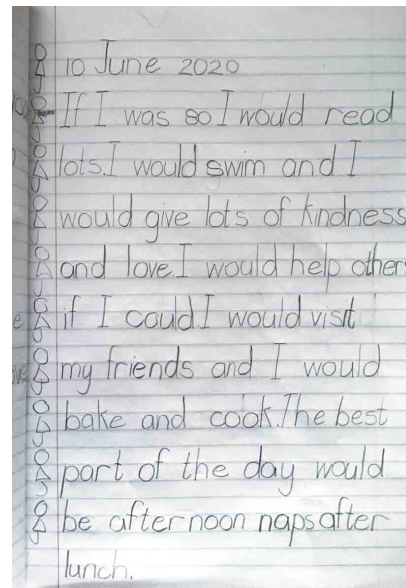 10 June 2020
If I was 80 I would read
lots. I would swim and I
would give lots of kindness
and love. I would help other
if I could. I would visit
my friends and I would
bake and cook. The best
part of the day would
be afternoon naps after
lunch.